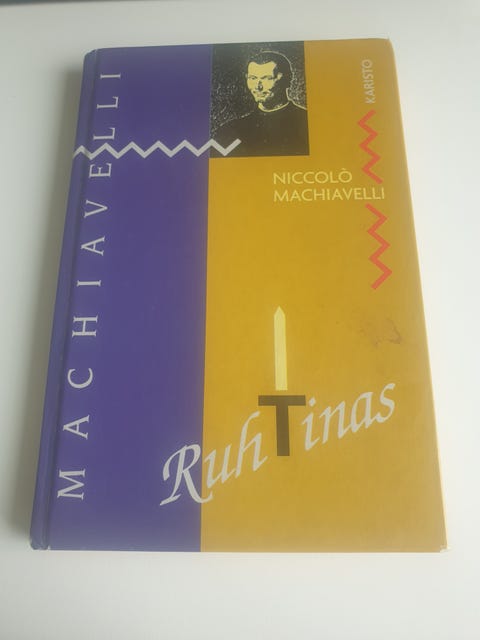 MACHIAVELLI
KARISTO
NICCOLÒ
MACHIAVELLI
RuhTinas